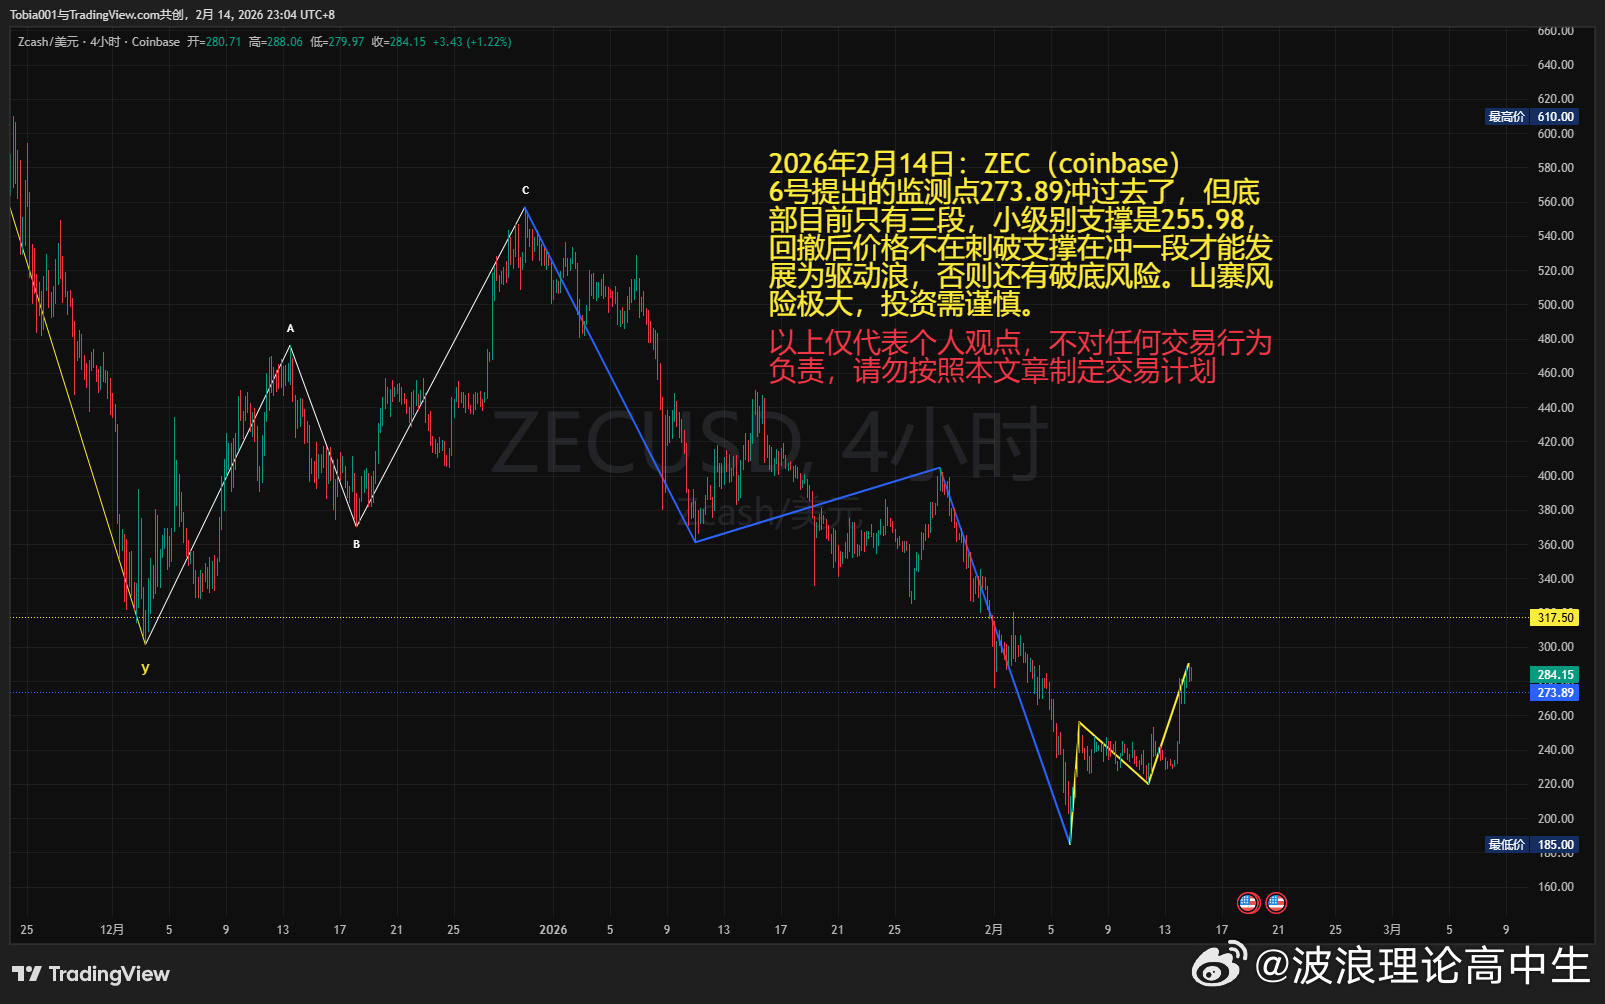 Tobia001与TradingView.com共创，2月 14, 2026 23:04 UTC+8
Zcash/美元 · 4小时 · Coinbase 开=280.71 高=288.06 低=279.97 收=284.15 +3.43 (+1.22%)
660.00
640.00
620.00
最高价 610.00
600.00
580.00
560.00
540.00
520.00
500.00
480.00
460.00
440.00
420.00
400.00
380.00
360.00
340.00
317.50
300.00
284.15
273.89
260.00
240.00
220.00
200.00
最低价 185.00
180.00
160.00
2026年2月14日：ZEC（coinbase）
6号提出的监测点273.89冲过去了，但底
部目前只有三段，小级别支撑是255.98，
回撤后价格不在刺破支撑在冲一段才能发
展为驱动浪，否则还有破底风险。山寨风
险极大，投资需谨慎。
以上仅代表个人观点，不对任何交易行为
负责，请勿按照本文章制定交易计划
C
A
B
y
ZECUSD, 4小时
Zcash/美元
25 12月 5 9 13 17 21 25 2026 5 9 13 17 21 25 2月 5 9 13 17 21 25 3月 5 9
TradingView
@波浪理论高中生